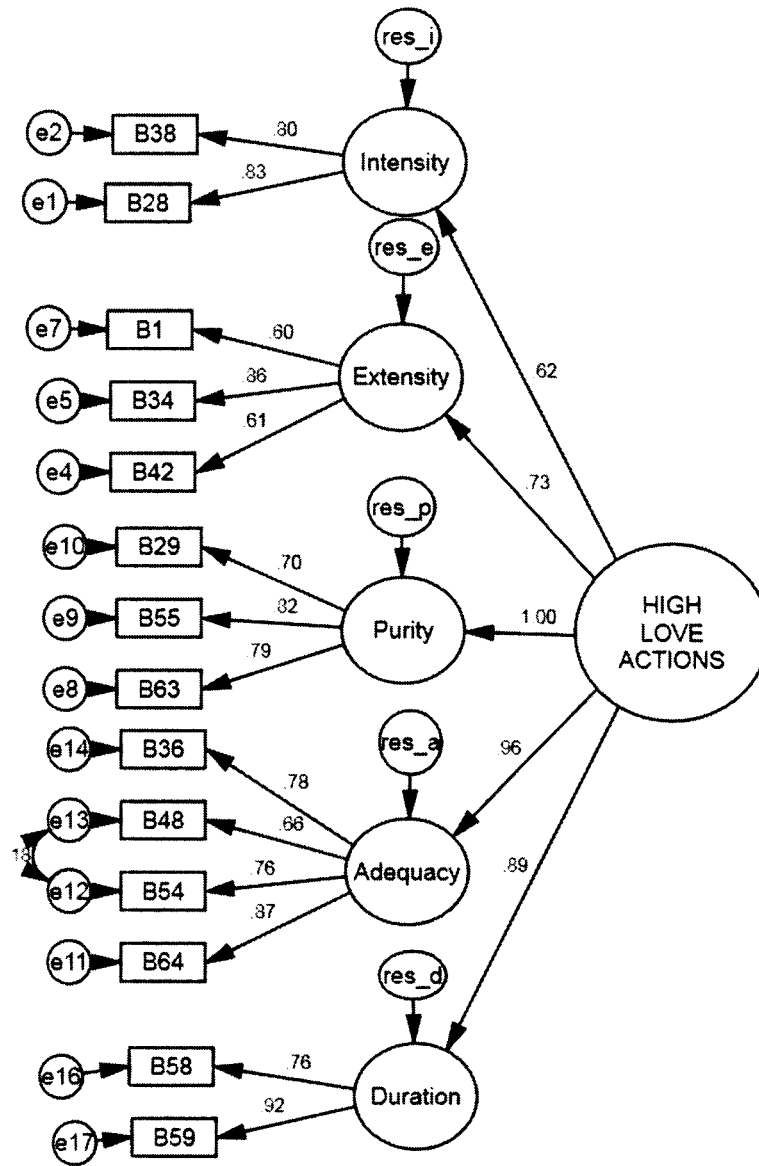 res_i
e2
B38
.80
Intensity
e1
B28
.83
res_e
e7
B1
.60
Extensity
e5
B34
.86
e4
B42
.61
.62
.73
res_p
e10
B29
.70
Purity
e9
B55
.82
e8
B63
.79
1.00
HIGH
LOVE
ACTIONS
res_a
e14
B36
.78
Adequacy
e13
B48
.66
.18
e12
B54
.76
e11
B64
.87
.96
.89
res_d
e16
B58
.76
Duration
e17
B59
.92